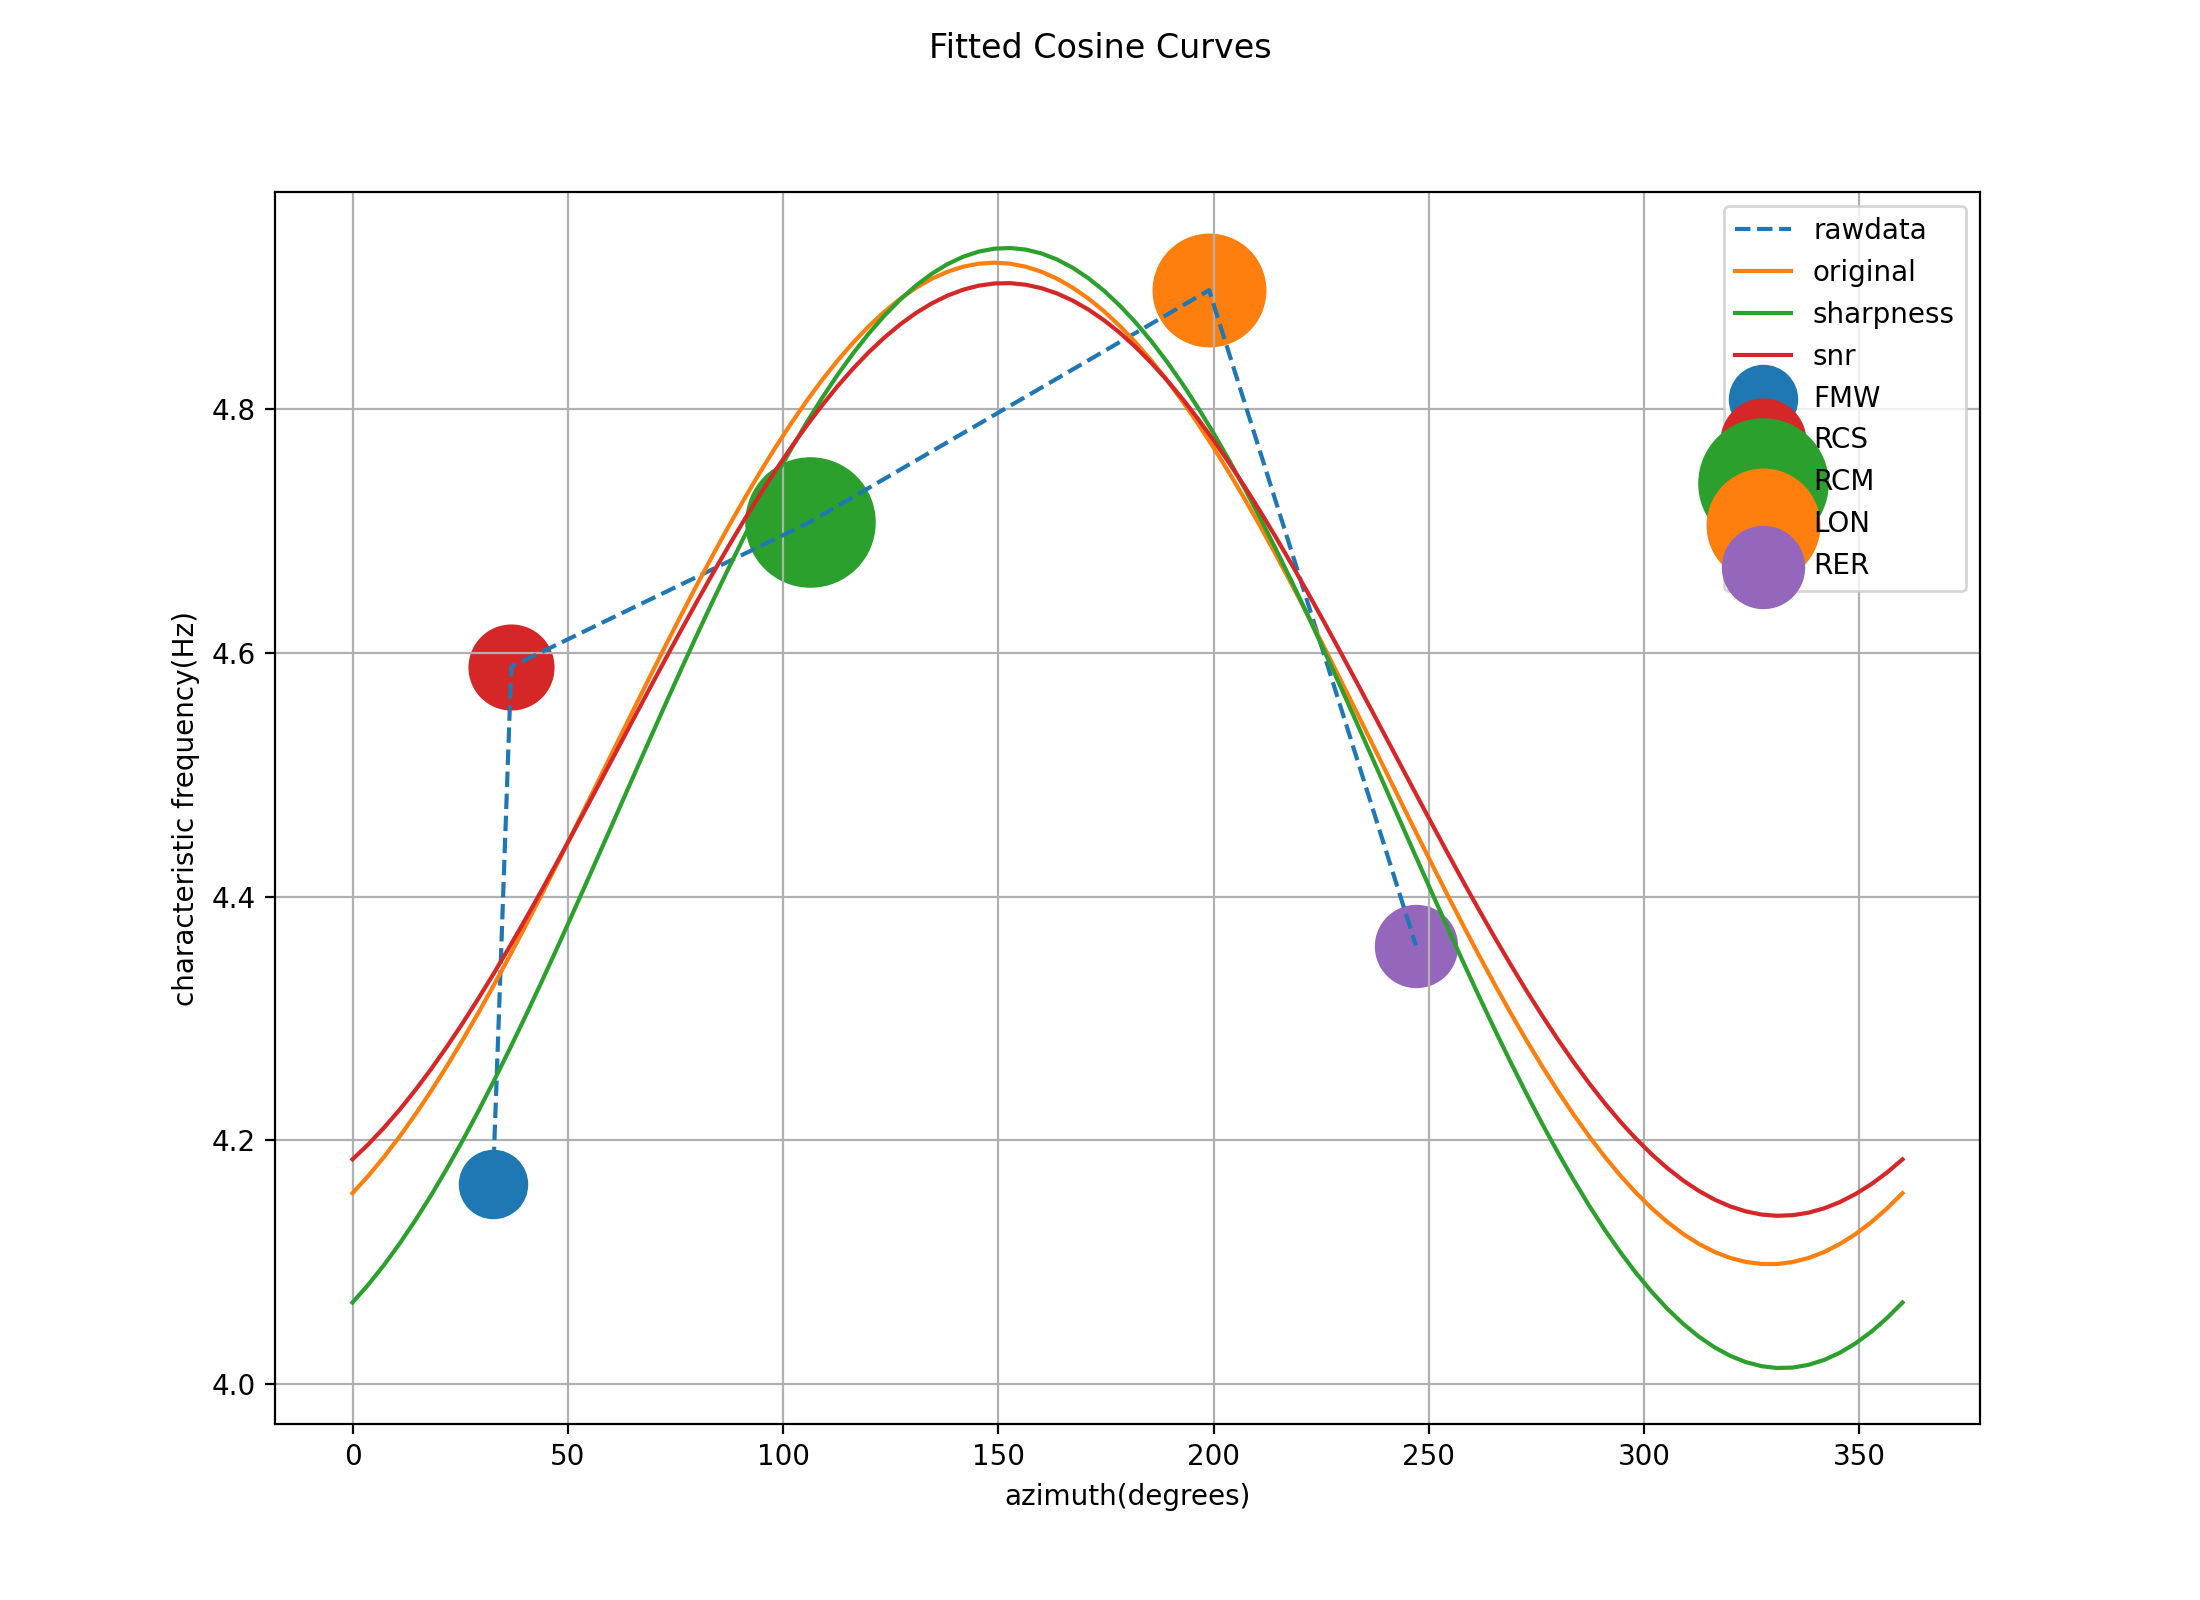 Fitted Cosine Curves
rawdata
original
sharpness
snr
FMW
RCS
RCM
LON
RER
characteristic frequency(Hz)
4.8
4.6
4.4
4.2
4.0
0 50 100 150 200 250 300 350
azimuth(degrees)